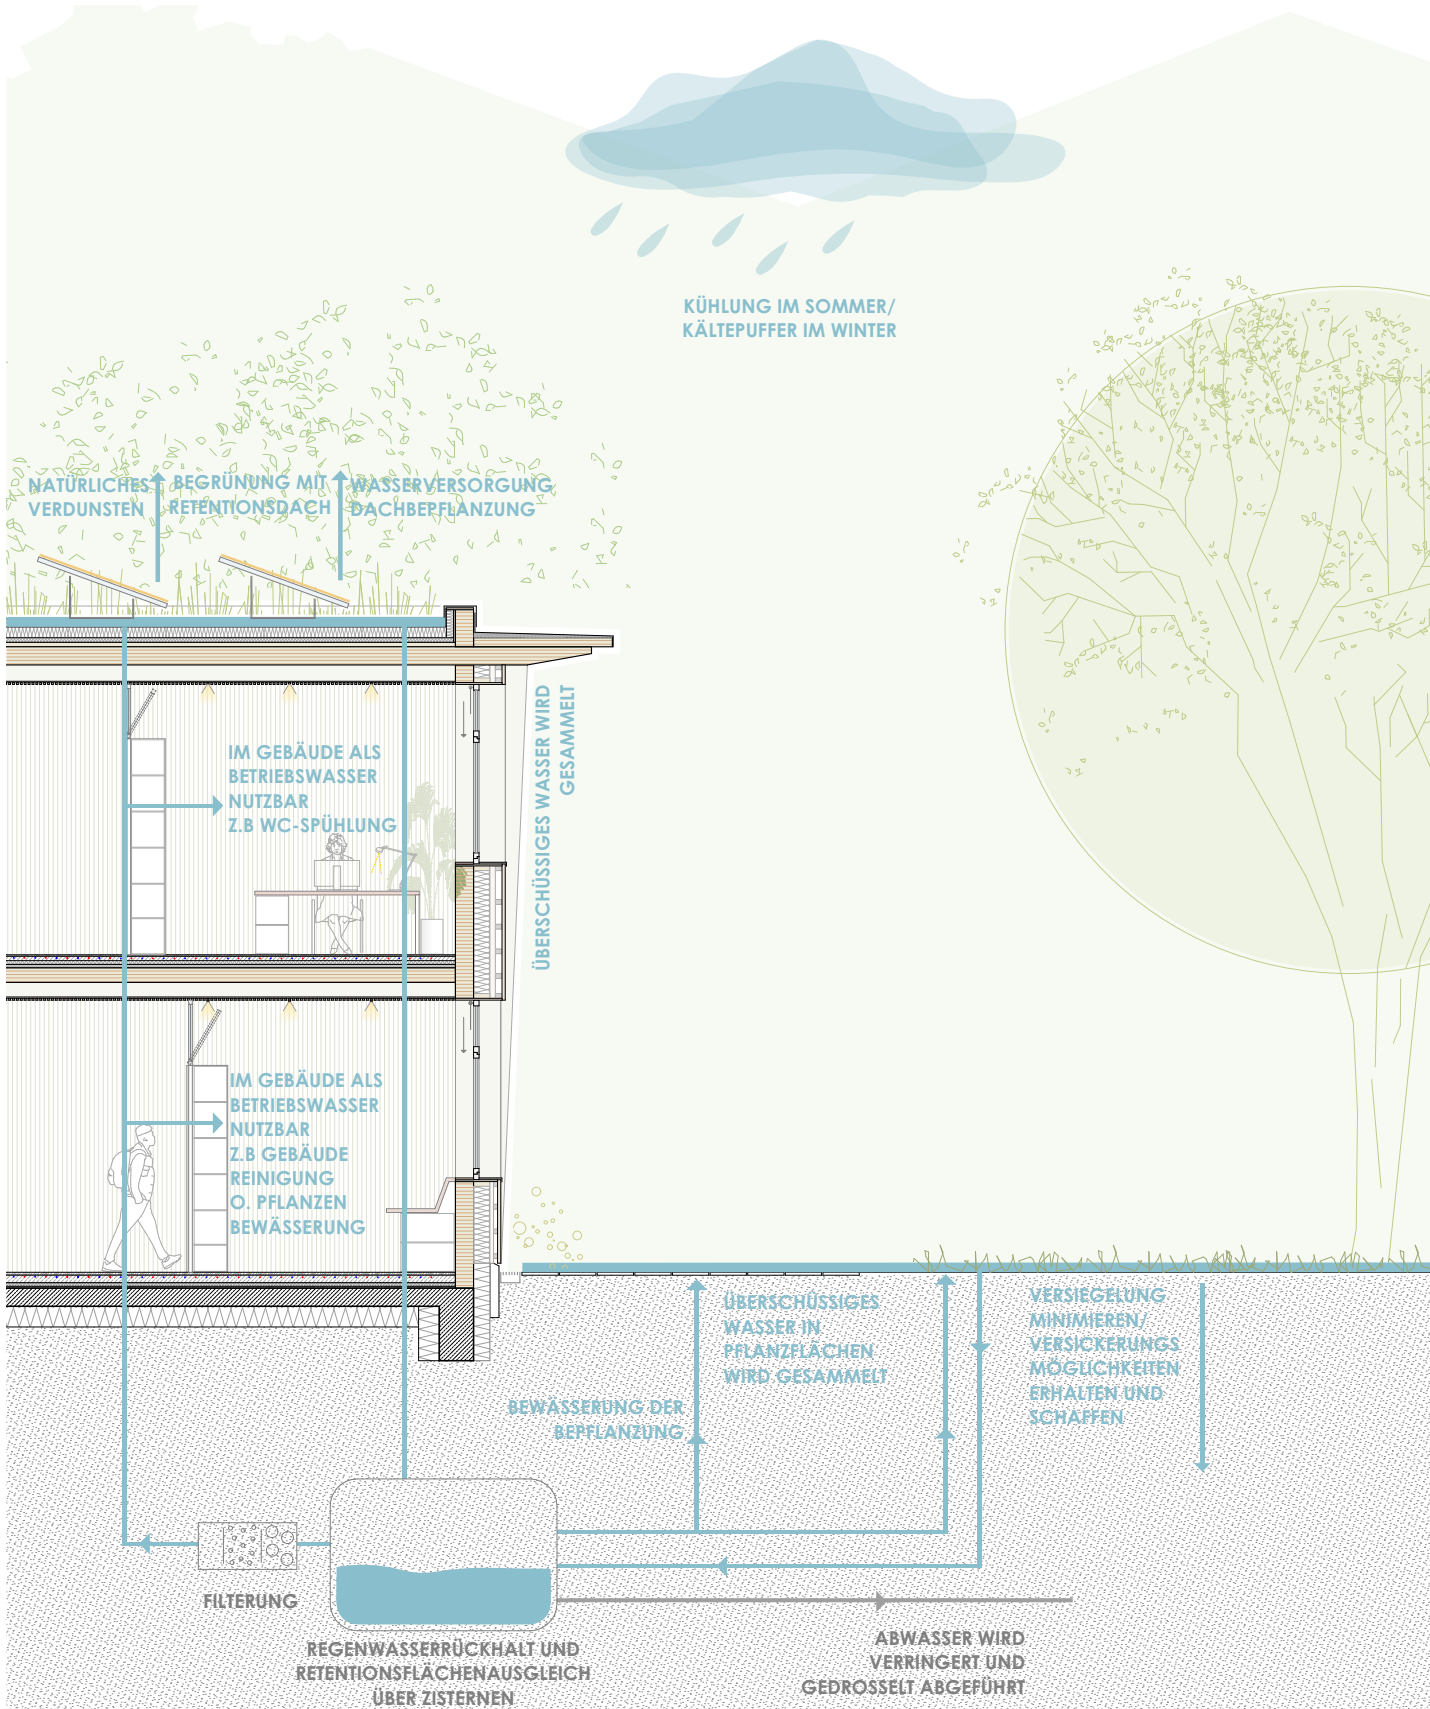 KÜHLUNG IM SOMMER/
KÄLTEPUFFER IM WINTER
NATÜRLICHES
VERDUNSTEN
BEGRÜNUNG MIT
RETENTIONSDACH
WASSERVERSORGUNG
DACHBEPFLANZUNG
IM GEBÄUDE ALS
BETRIEBSWASSER
NUTZBAR
Z.B WC-SPÜHLUNG
ÜBERSCHÜSSIGES WASSER WIRD
GESAMMELT
IM GEBÄUDE ALS
BETRIEBSWASSER
NUTZBAR
Z.B GEBÄUDE
REINIGUNG
O. PFLANZEN
BEWÄSSERUNG
ÜBERSCHÜSSIGES
WASSER IN
PFLANZFLÄCHEN
WIRD GESAMMELT
VERSIEGELUNG
MINIMIEREN/
VERSICKERUNGS
MÖGLICHKEITEN
ERHALTEN UND
SCHAFFEN
BEWÄSSERUNG DER
BEPFLANZUNG
FILTERUNG
REGENWASSERRÜCKHALT UND
RETENTIONSFLÄCHENAUSGLEICH
ÜBER ZISTERNEN
ABWASSER WIRD
VERRINGERT UND
GEDROSSELT ABGEFÜHRT